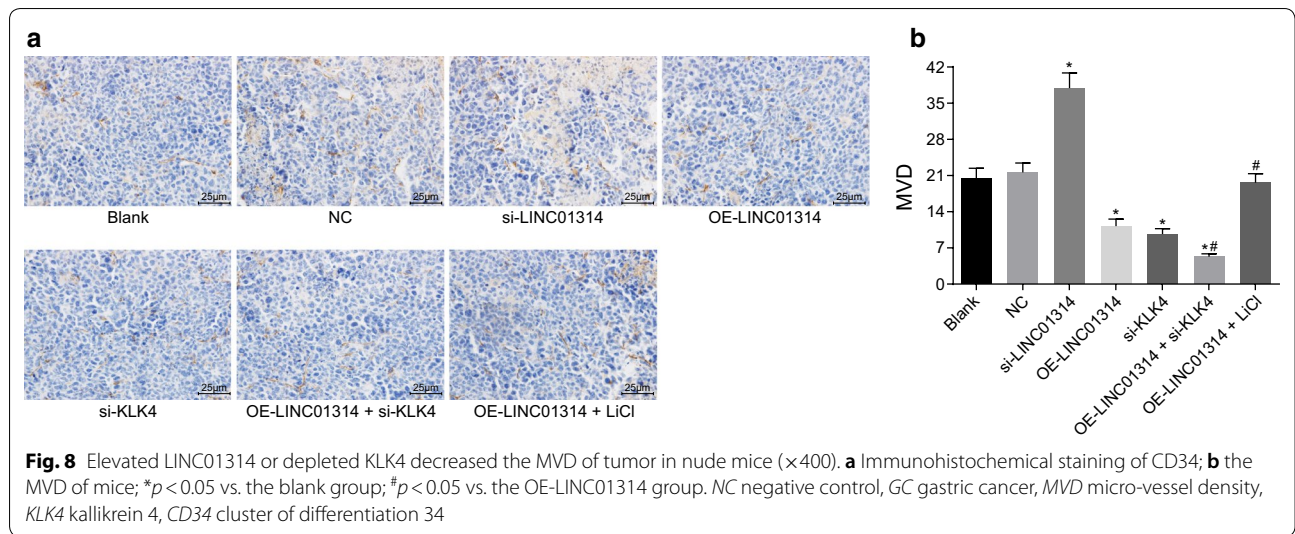 a
25µm
25µm
25µm
25µm
Blank
NC
si-LINC01314
OE-LINC01314
25µm
25µm
25µm
si-KLK4
OE-LINC01314 + si-KLK4
OE-LINC01314 + LiCl
b
MVD
42
35
28
21
14
7
0
*
*
*
*#
#
Blank
NC
si-LINC01314
OE-LINC01314
si-KLK4
OE-LINC01314 + si-KLK4
OE-LINC01314 + LiCl
Fig. 8 Elevated LINC01314 or depleted KLK4 decreased the MVD of tumor in nude mice (×400). a Immunohistochemical staining of CD34; b the
MVD of mice; *p < 0.05 vs. the blank group; #p < 0.05 vs. the OE-LINC01314 group. NC negative control, GC gastric cancer, MVD micro-vessel density,
KLK4 kallikrein 4, CD34 cluster of differentiation 34